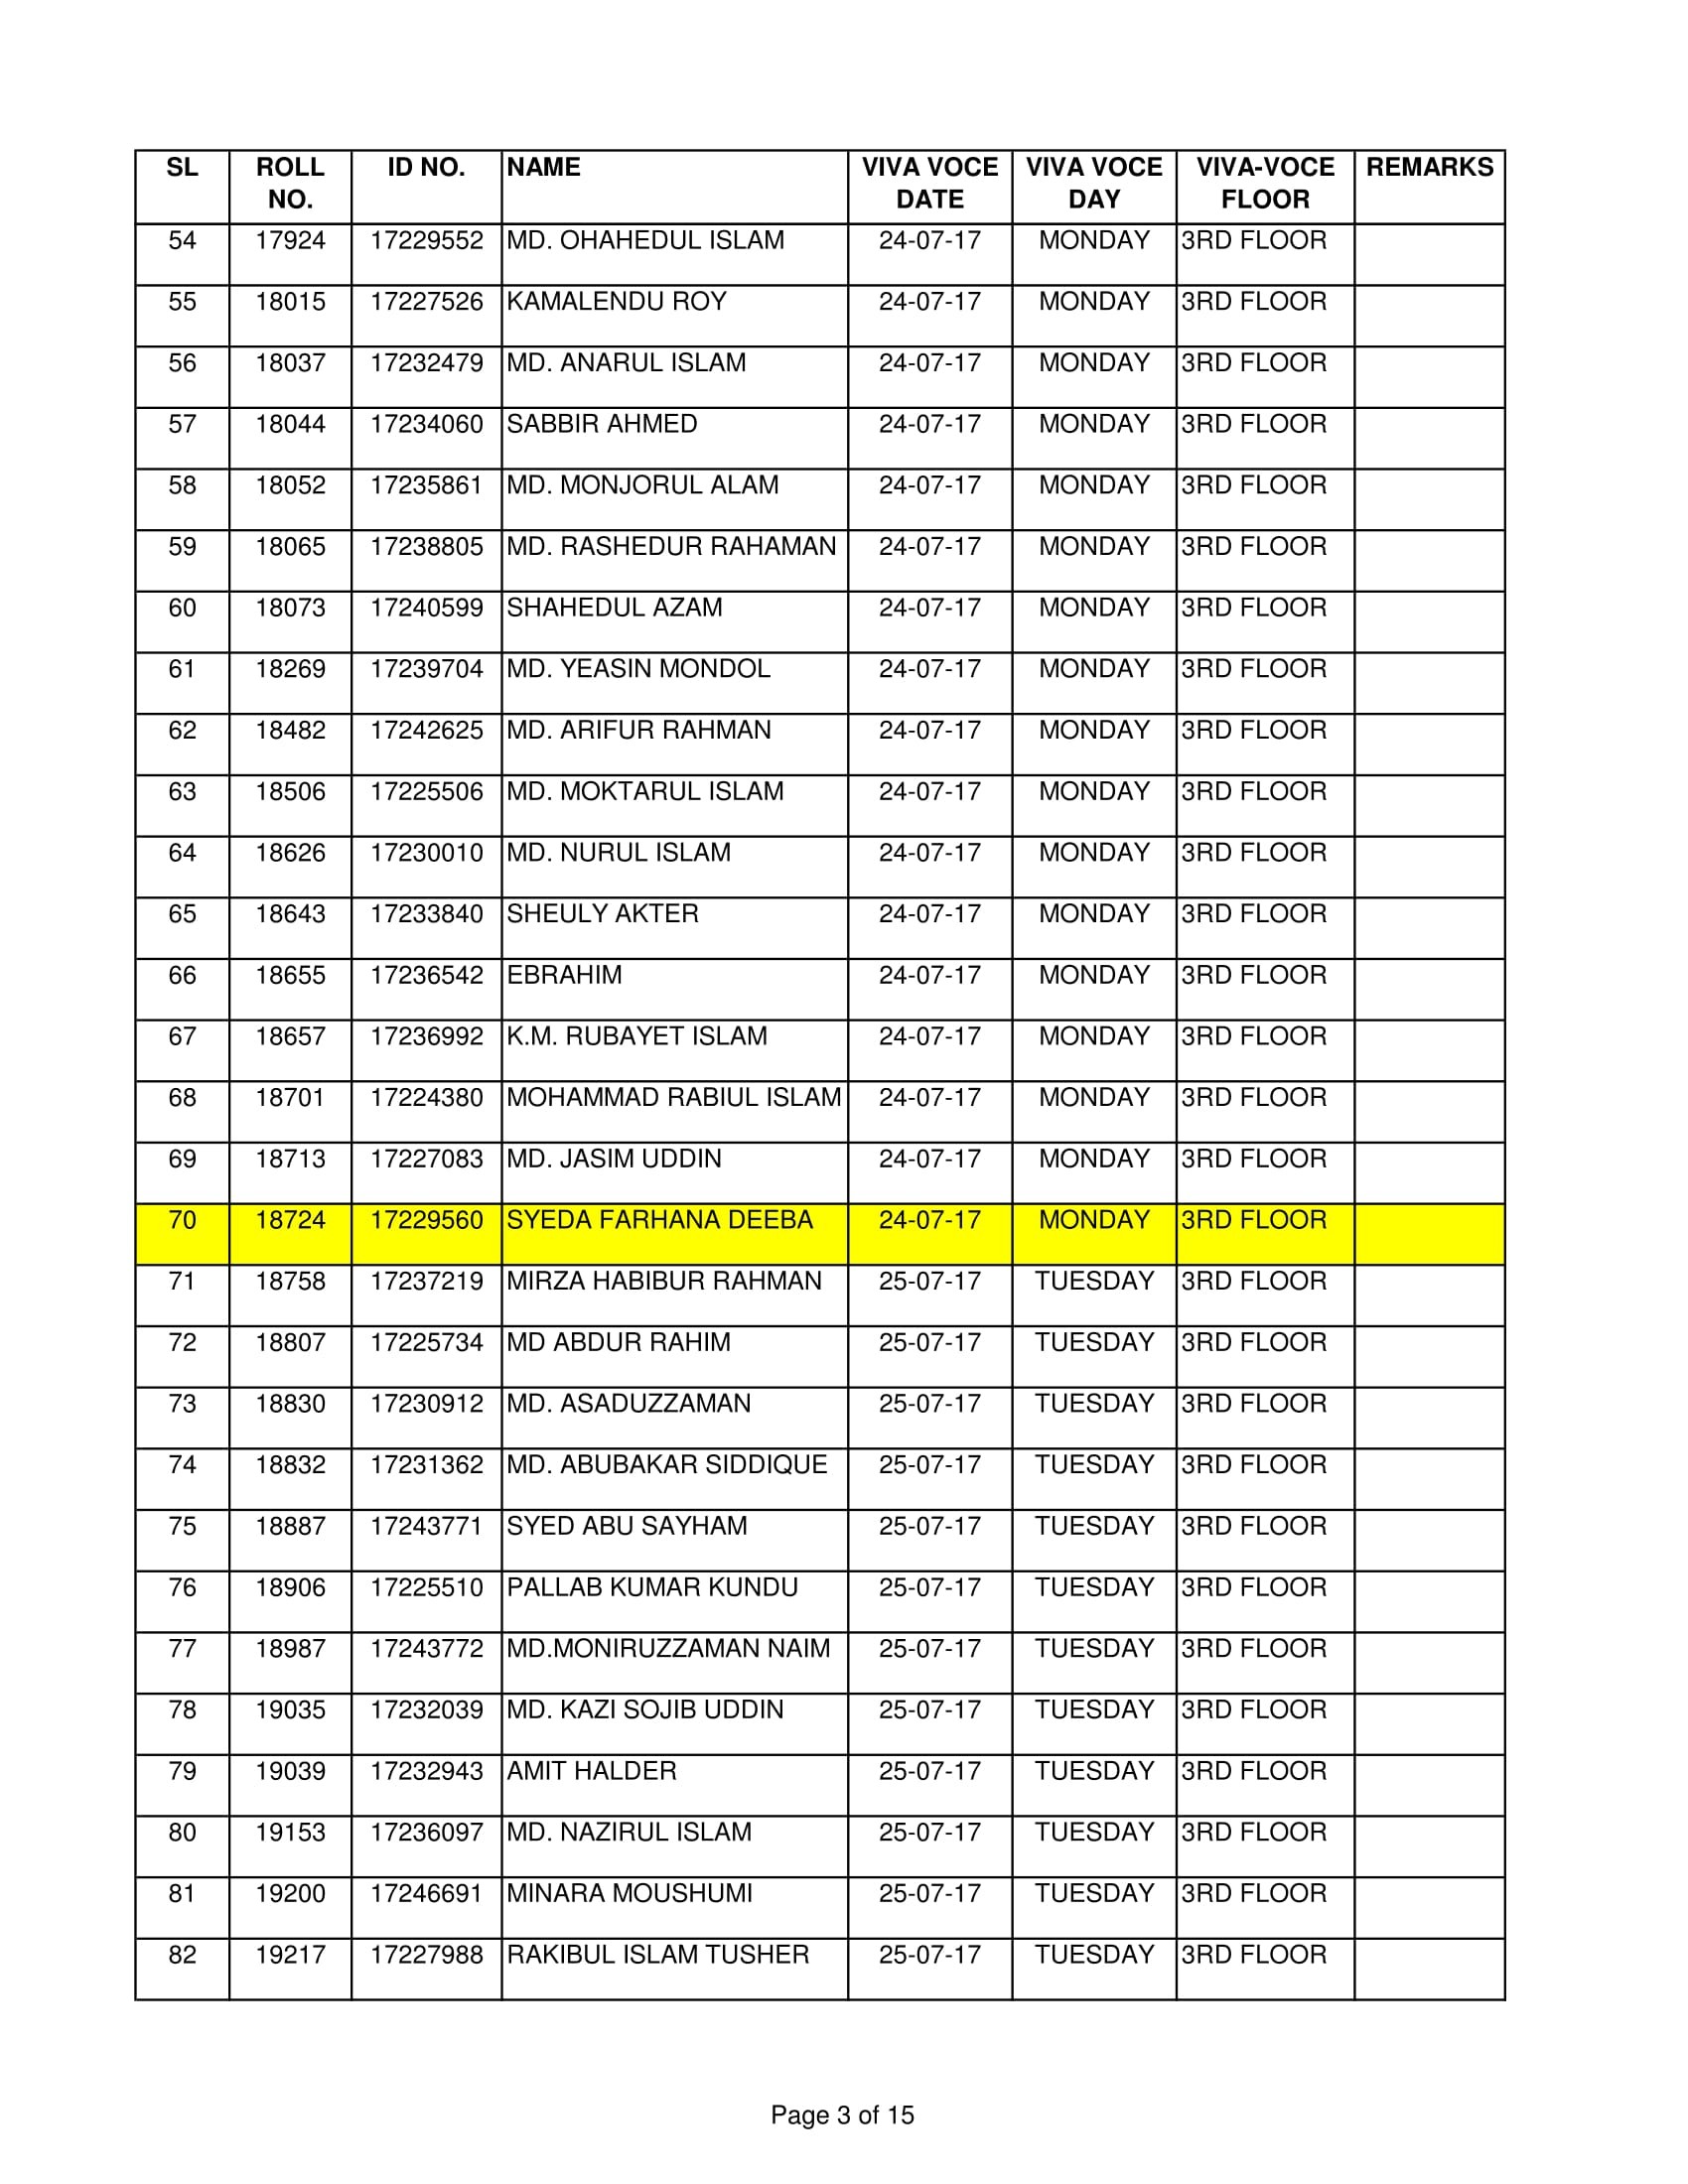 SL ROLL NO. ID NO. NAME VIVA VOCE DATE VIVA VOCE DAY VIVA-VOCE FLOOR REMARKS
54 17924 17229552 MD. OHAHEDUL ISLAM 24-07-17 MONDAY 3RD FLOOR
55 18015 17227526 KAMALENDU ROY 24-07-17 MONDAY 3RD FLOOR
56 18037 17232479 MD. ANARUL ISLAM 24-07-17 MONDAY 3RD FLOOR
57 18044 17234060 SABBIR AHMED 24-07-17 MONDAY 3RD FLOOR
58 18052 17235861 MD. MONJORUL ALAM 24-07-17 MONDAY 3RD FLOOR
59 18065 17238805 MD. RASHEDUR RAHAMAN 24-07-17 MONDAY 3RD FLOOR
60 18073 17240599 SHAHEDUL AZAM 24-07-17 MONDAY 3RD FLOOR
61 18269 17239704 MD. YEASIN MONDOL 24-07-17 MONDAY 3RD FLOOR
62 18482 17242625 MD. ARIFUR RAHMAN 24-07-17 MONDAY 3RD FLOOR
63 18506 17225506 MD. MOKTARUL ISLAM 24-07-17 MONDAY 3RD FLOOR
64 18626 17230010 MD. NURUL ISLAM 24-07-17 MONDAY 3RD FLOOR
65 18643 17233840 SHEULY AKTER 24-07-17 MONDAY 3RD FLOOR
66 18655 17236542 EBRAHIM 24-07-17 MONDAY 3RD FLOOR
67 18657 17236992 K.M. RUBAYET ISLAM 24-07-17 MONDAY 3RD FLOOR
68 18701 17224380 MOHAMMAD RABIUL ISLAM 24-07-17 MONDAY 3RD FLOOR
69 18713 17227083 MD. JASIM UDDIN 24-07-17 MONDAY 3RD FLOOR
70 18724 17229560 SYEDA FARHANA DEEBA 24-07-17 MONDAY 3RD FLOOR
71 18758 17237219 MIRZA HABIBUR RAHMAN 25-07-17 TUESDAY 3RD FLOOR
72 18807 17225734 MD ABDUR RAHIM 25-07-17 TUESDAY 3RD FLOOR
73 18830 17230912 MD. ASADUZZAMAN 25-07-17 TUESDAY 3RD FLOOR
74 18832 17231362 MD. ABUBAKAR SIDDIQUE 25-07-17 TUESDAY 3RD FLOOR
75 18887 17243771 SYED ABU SAYHAM 25-07-17 TUESDAY 3RD FLOOR
76 18906 17225510 PALLAB KUMAR KUNDU 25-07-17 TUESDAY 3RD FLOOR
77 18987 17243772 MD.MONIRUZZAMAN NAIM 25-07-17 TUESDAY 3RD FLOOR
78 19035 17232039 MD. KAZI SOJIB UDDIN 25-07-17 TUESDAY 3RD FLOOR
79 19039 17232943 AMIT HALDER 25-07-17 TUESDAY 3RD FLOOR
80 19153 17236097 MD. NAZIRUL ISLAM 25-07-17 TUESDAY 3RD FLOOR
81 19200 17246691 MINARA MOUSHUMI 25-07-17 TUESDAY 3RD FLOOR
82 19217 17227988 RAKIBUL ISLAM TUSHER 25-07-17 TUESDAY 3RD FLOOR
Page 3 of 15